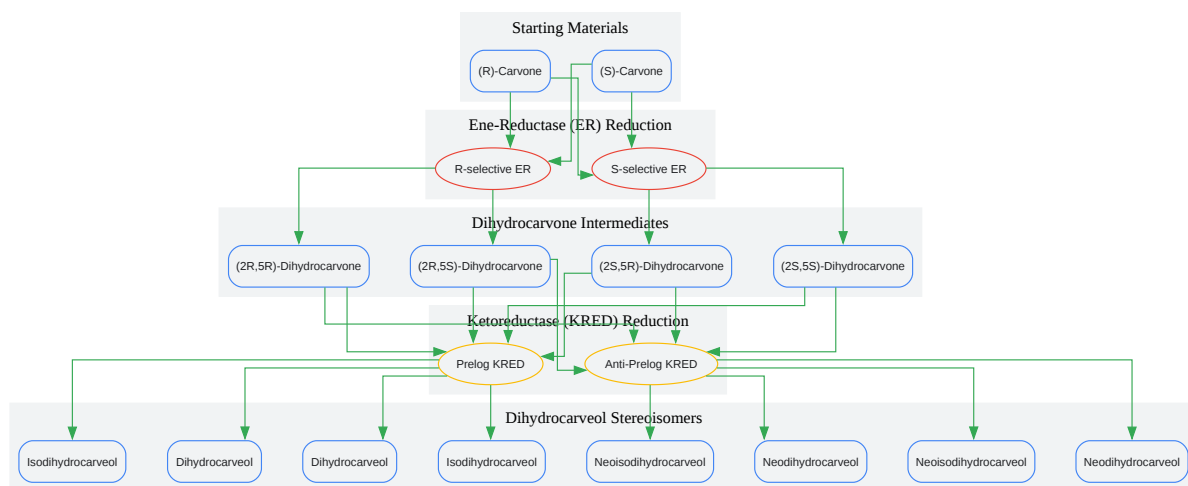 Starting Materials
(R)-Carvone
(S)-Carvone
Ene-Reductase (ER) Reduction
R-selective ER
S-selective ER
Dihydrocarvone Intermediates
(2R,5R)-Dihydrocarvone
(2R,5S)-Dihydrocarvone
(2S,5R)-Dihydrocarvone
(2S,5S)-Dihydrocarvone
Ketoreductase (KRED) Reduction
Prelog KRED
Anti-Prelog KRED
Dihydrocarveol Stereoisomers
Isodihydrocarveol
Dihydrocarveol
Dihydrocarveol
Isodihydrocarveol
Neoisodihydrocarveol
Neodihydrocarveol
Neoisodihydrocarveol
Neodihydrocarveol